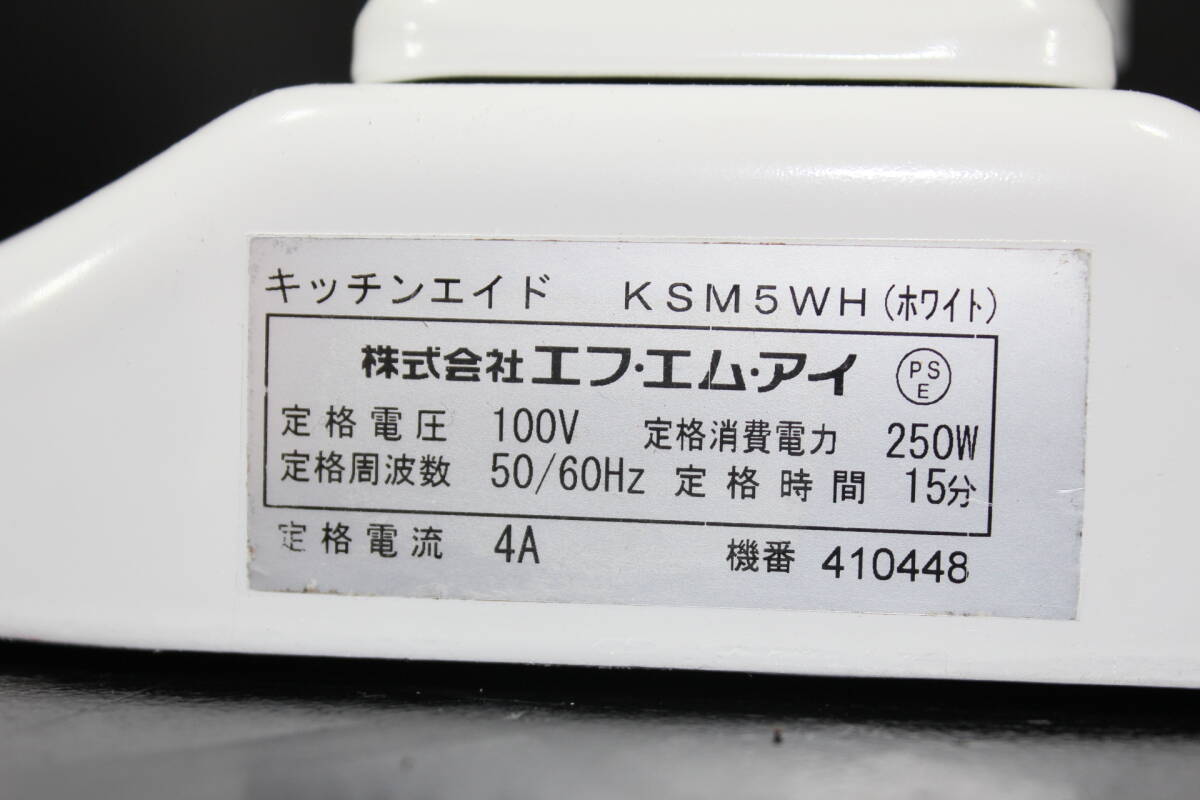 キッチンエイド KSM5WH(ホワイト)
株式会社エフ・エム・アイ PSE
定格電圧 100V 定格消費電力 250W
定格周波数 50/60Hz 定格時間 15分
定格電流 4A 機番 410448